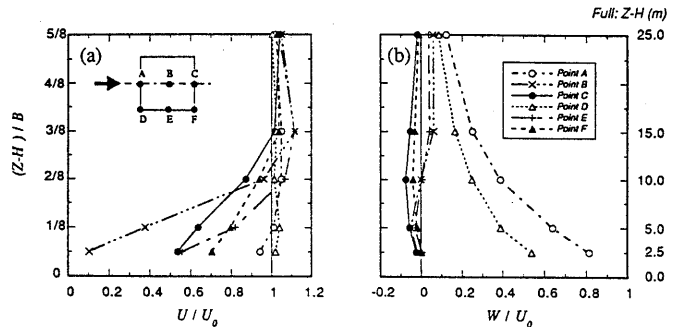 Full: Z-H (m)
5/8
4/8
3/8
2/8
1/8
0
(Z-H) / B
(a)
A B C
D E F
0 0.2 0.4 0.6 0.8 1 1.2
U / U0
(b)
Point A
Point B
Point C
Point D
Point E
Point F
25.0
20.0
15.0
10.0
5.0
2.5
0
-0.2 0 0.2 0.4 0.6 0.8 1
W / U0